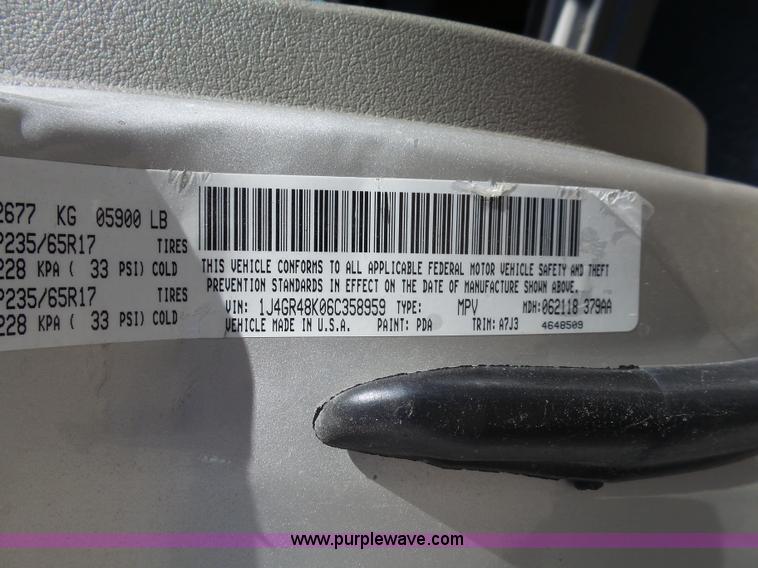 2677 KG 05900 LB
P235/65R17 TIRES
228 KPA ( 33 PSI) COLD
P235/65R17 TIRES
228 KPA ( 33 PSI) COLD
THIS VEHICLE CONFORMS TO ALL APPLICABLE FEDERAL MOTOR VEHICLE SAFETY AND THEFT
PREVENTION STANDARDS IN EFFECT ON THE DATE OF MANUFACTURE SHOWN ABOVE.
VIN: 1J4GR48K06C358959 TYPE: MPV MDH: 062118 379AA
VEHICLE MADE IN U.S.A. PAINT: PDA TRIM: A7J3 4648509
www.purplewave.com